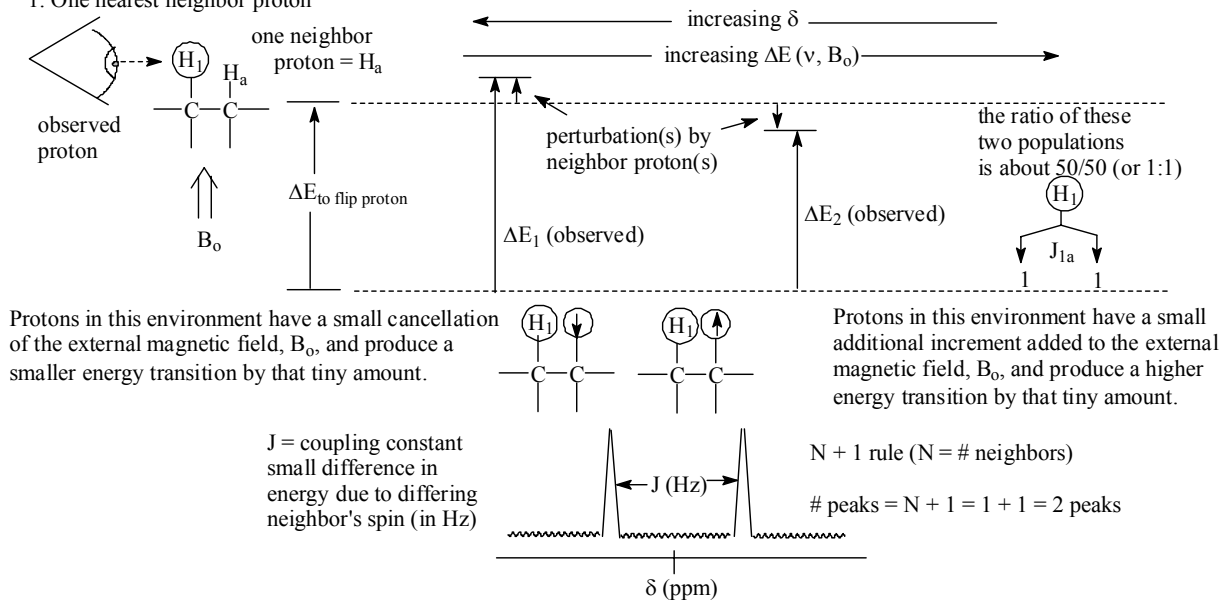 1. One nearest neighbor proton
increasing δ
increasing ΔE (ν, Bo)
one neighbor
proton = Ha
H1
Ha
C C
observed
proton
Bo
ΔE to flip proton
perturbation(s) by
neighbor proton(s)
ΔE1 (observed)
ΔE2 (observed)
the ratio of these
two populations
is about 50/50 (or 1:1)
H1
J1a
1 1
Protons in this environment have a small cancellation
of the external magnetic field, Bo, and produce a
smaller energy transition by that tiny amount.
H1
C C
H1
C C
Protons in this environment have a small
additional increment added to the external
magnetic field, Bo, and produce a higher
energy transition by that tiny amount.
J = coupling constant
small difference in
energy due to differing
neighbor's spin (in Hz)
J (Hz)
N + 1 rule (N = # neighbors)
# peaks = N + 1 = 1 + 1 = 2 peaks
δ (ppm)